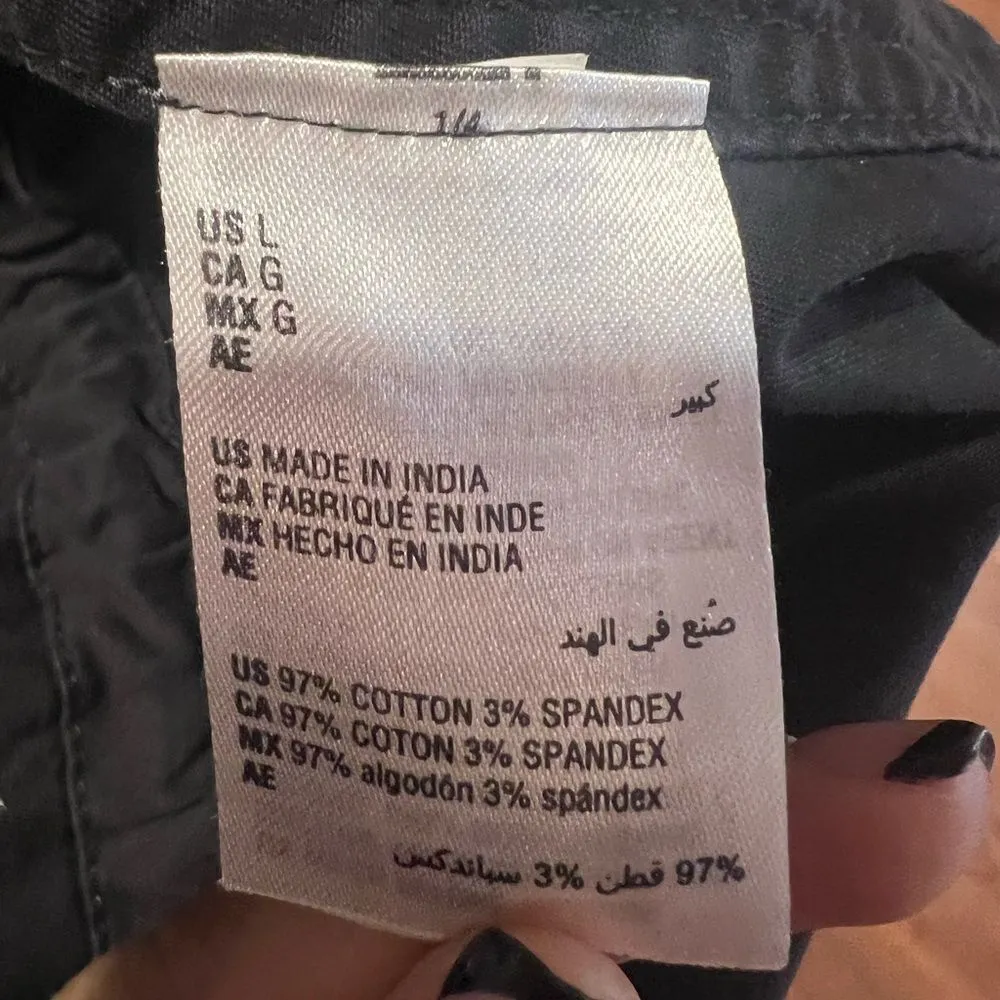 US L
CA G
MX G
AE
كبير
US MADE IN INDIA
CA FABRIQUÉ EN INDE
MX HECHO EN INDIA
AE
صُنع في الهند
US 97% COTTON 3% SPANDEX
CA 97% COTON 3% SPANDEX
MX 97% algodón 3% spándex
AE
97% قطن 3% سباندكس